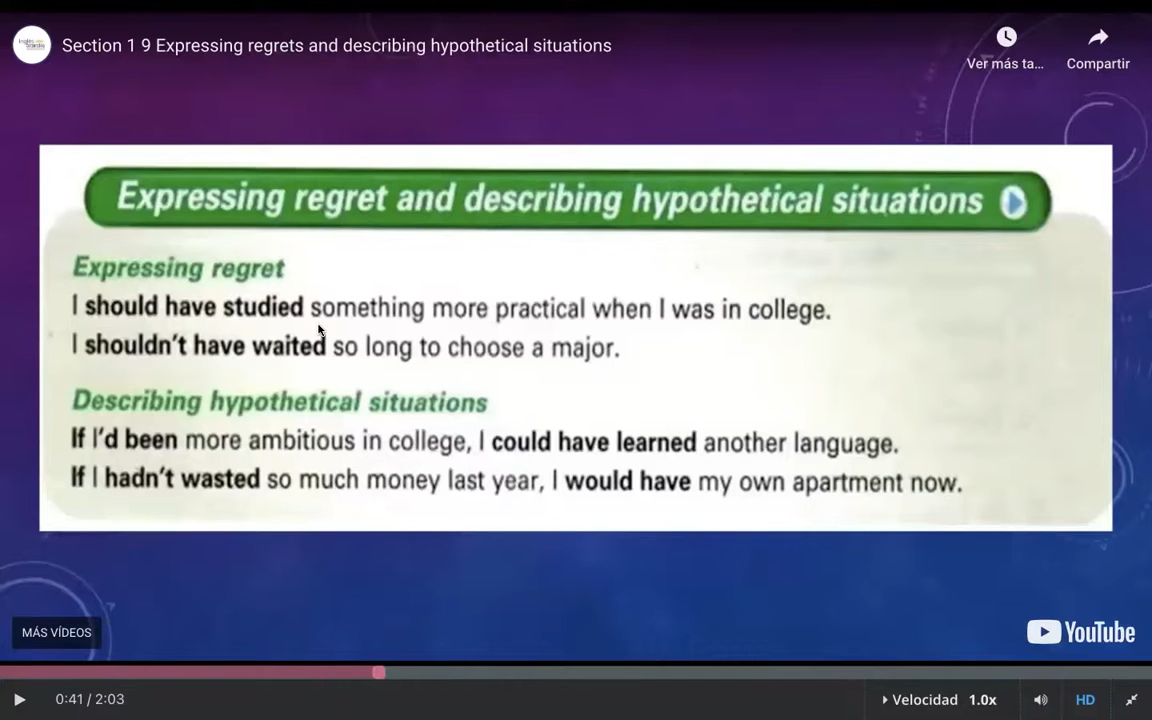 Section 1 9 Expressing regrets and describing hypothetical situations
Ver más ta...
Compartir
Expressing regret and describing hypothetical situations
Expressing regret
I should have studied something more practical when I was in college.
I shouldn't have waited so long to choose a major.
Describing hypothetical situations
If I'd been more ambitious in college, I could have learned another language.
If I hadn't wasted so much money last year, I would have my own apartment now.
MÁS VÍDEOS
YouTube
0:41 / 2:03
Velocidad 1.0x
HD